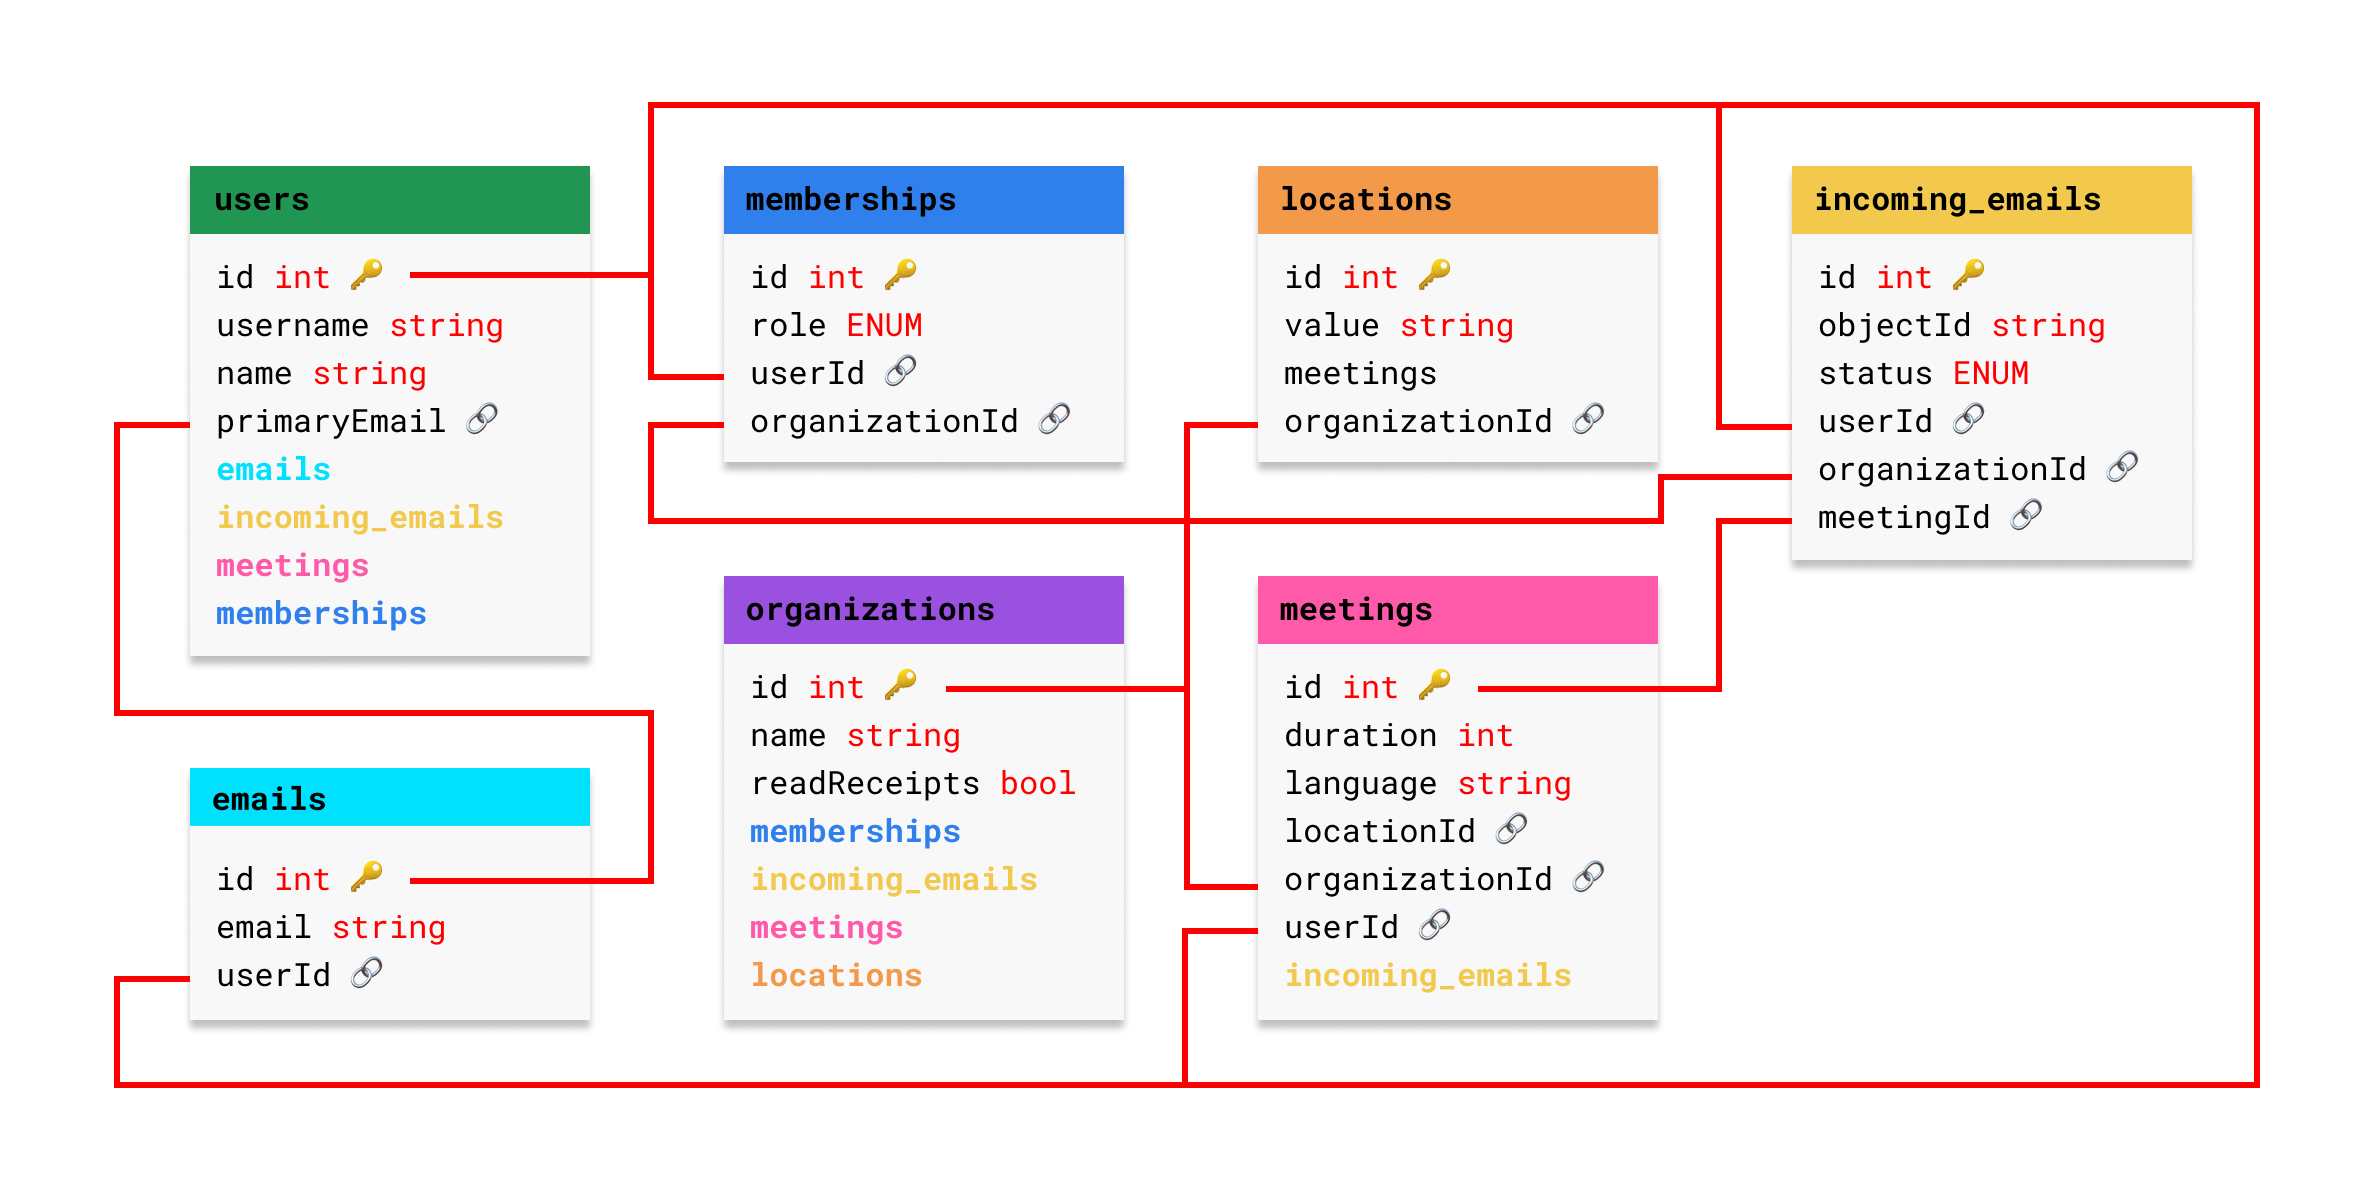 users
id int 🔑
username string
name string
primaryEmail 🔗
emails
incoming_emails
meetings
memberships
memberships
id int 🔑
role ENUM
userId 🔗
organizationId 🔗
locations
id int 🔑
value string
meetings
organizationId 🔗
incoming_emails
id int 🔑
objectId string
status ENUM
userId 🔗
organizationId 🔗
meetingId 🔗
emails
id int 🔑
email string
userId 🔗
organizations
id int 🔑
name string
readReceipts bool
memberships
incoming_emails
meetings
locations
meetings
id int 🔑
duration int
language string
locationId 🔗
organizationId 🔗
userId 🔗
incoming_emails